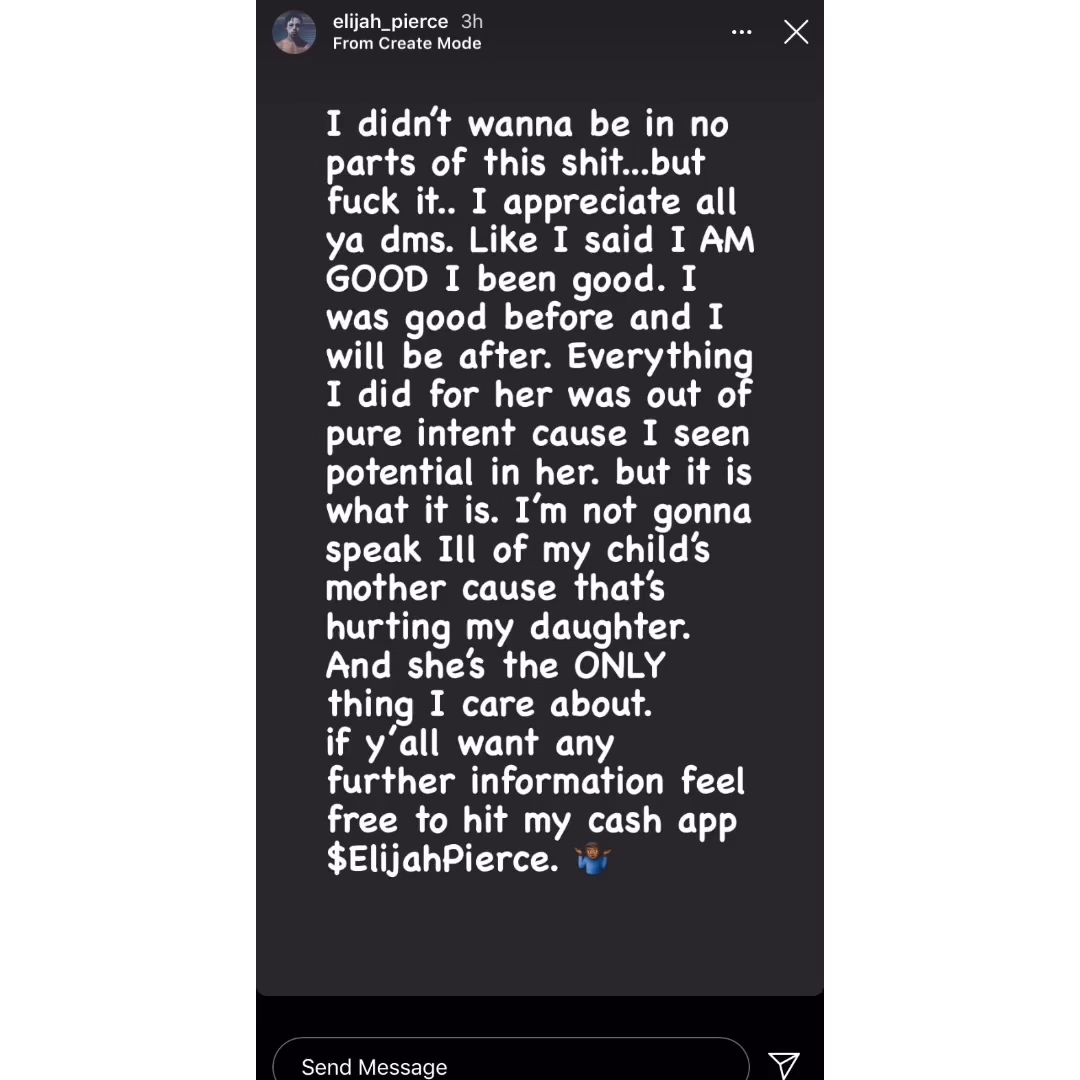 elijah_pierce 3h
From Create Mode
I didn't wanna be in no
parts of this shit...but
fuck it.. I appreciate all
ya dms. Like I said I AM
GOOD I been good. I
was good before and I
will be after. Everything
I did for her was out of
pure intent cause I seen
potential in her. but it is
what it is. I'm not gonna
speak Ill of my child's
mother cause that's
hurting my daughter.
And she's the ONLY
thing I care about.
if y'all want any
further information feel
free to hit my cash app
$ElijahPierce. 🤷🏾‍♂️
Send Message